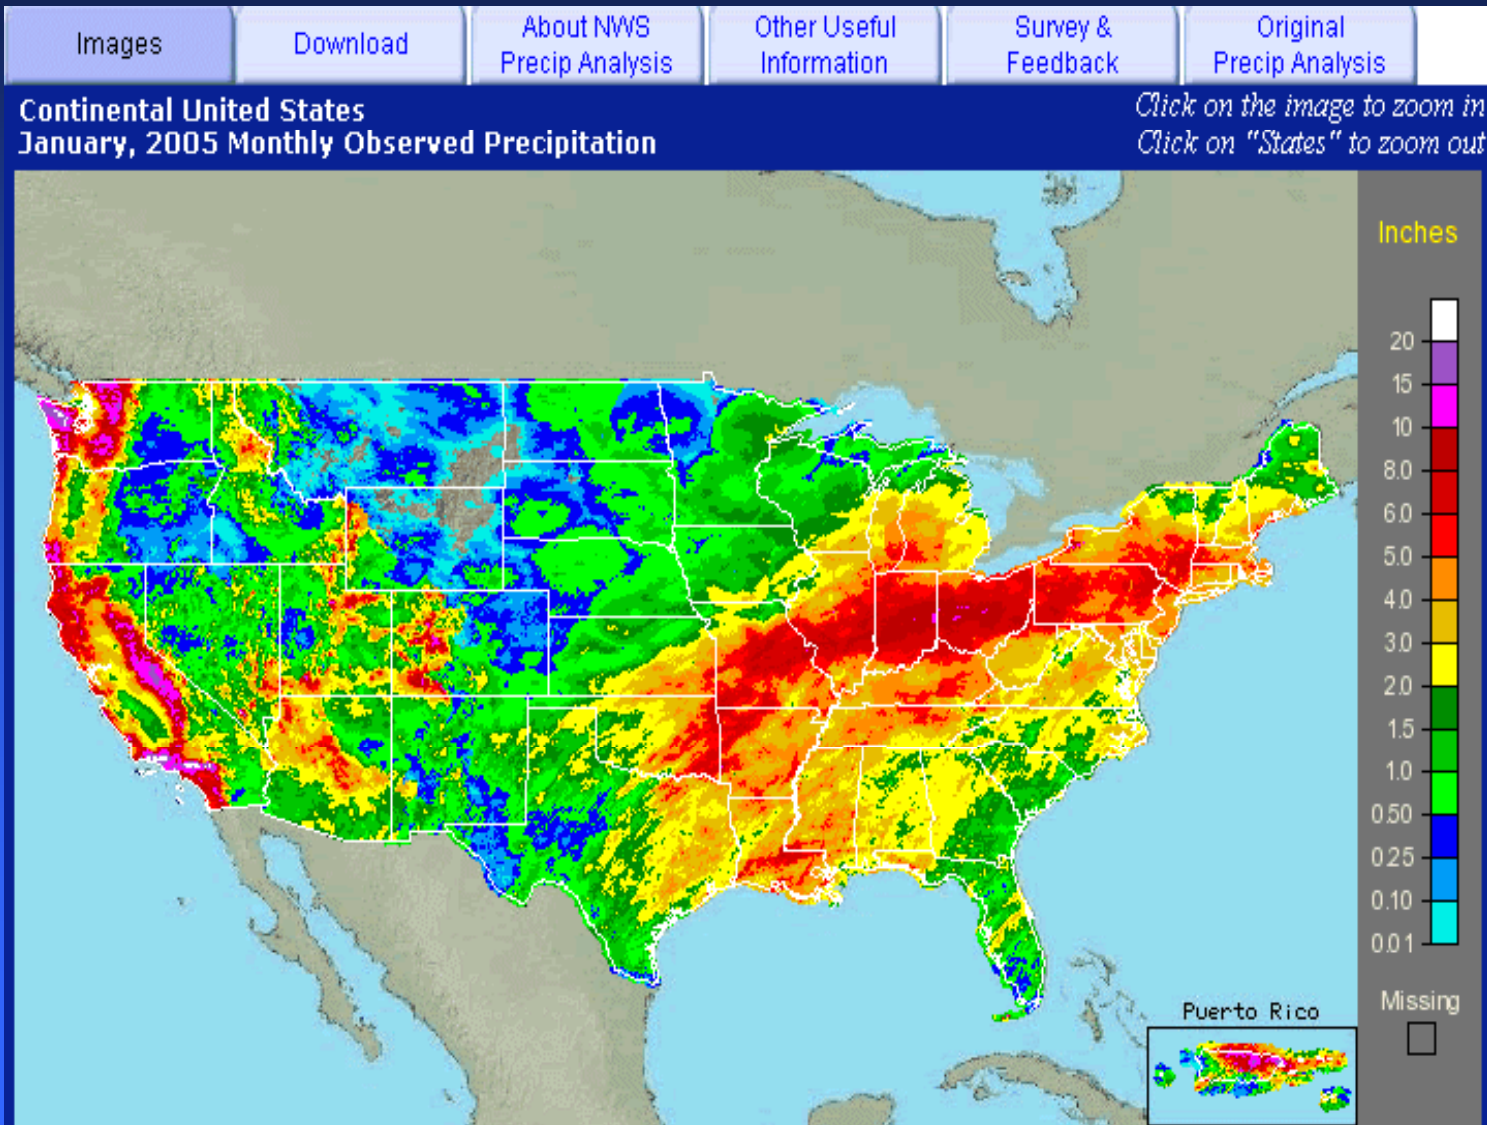 Images
Download
About NWS
Precip Analysis
Other Useful
Information
Survey &
Feedback
Original
Precip Analysis
Continental United States
January, 2005 Monthly Observed Precipitation
Click on the image to zoom in
Click on "States" to zoom out
Inches
20
15
10
8.0
6.0
5.0
4.0
3.0
2.0
1.5
1.0
0.50
0.25
0.10
0.01
Missing
Puerto Rico